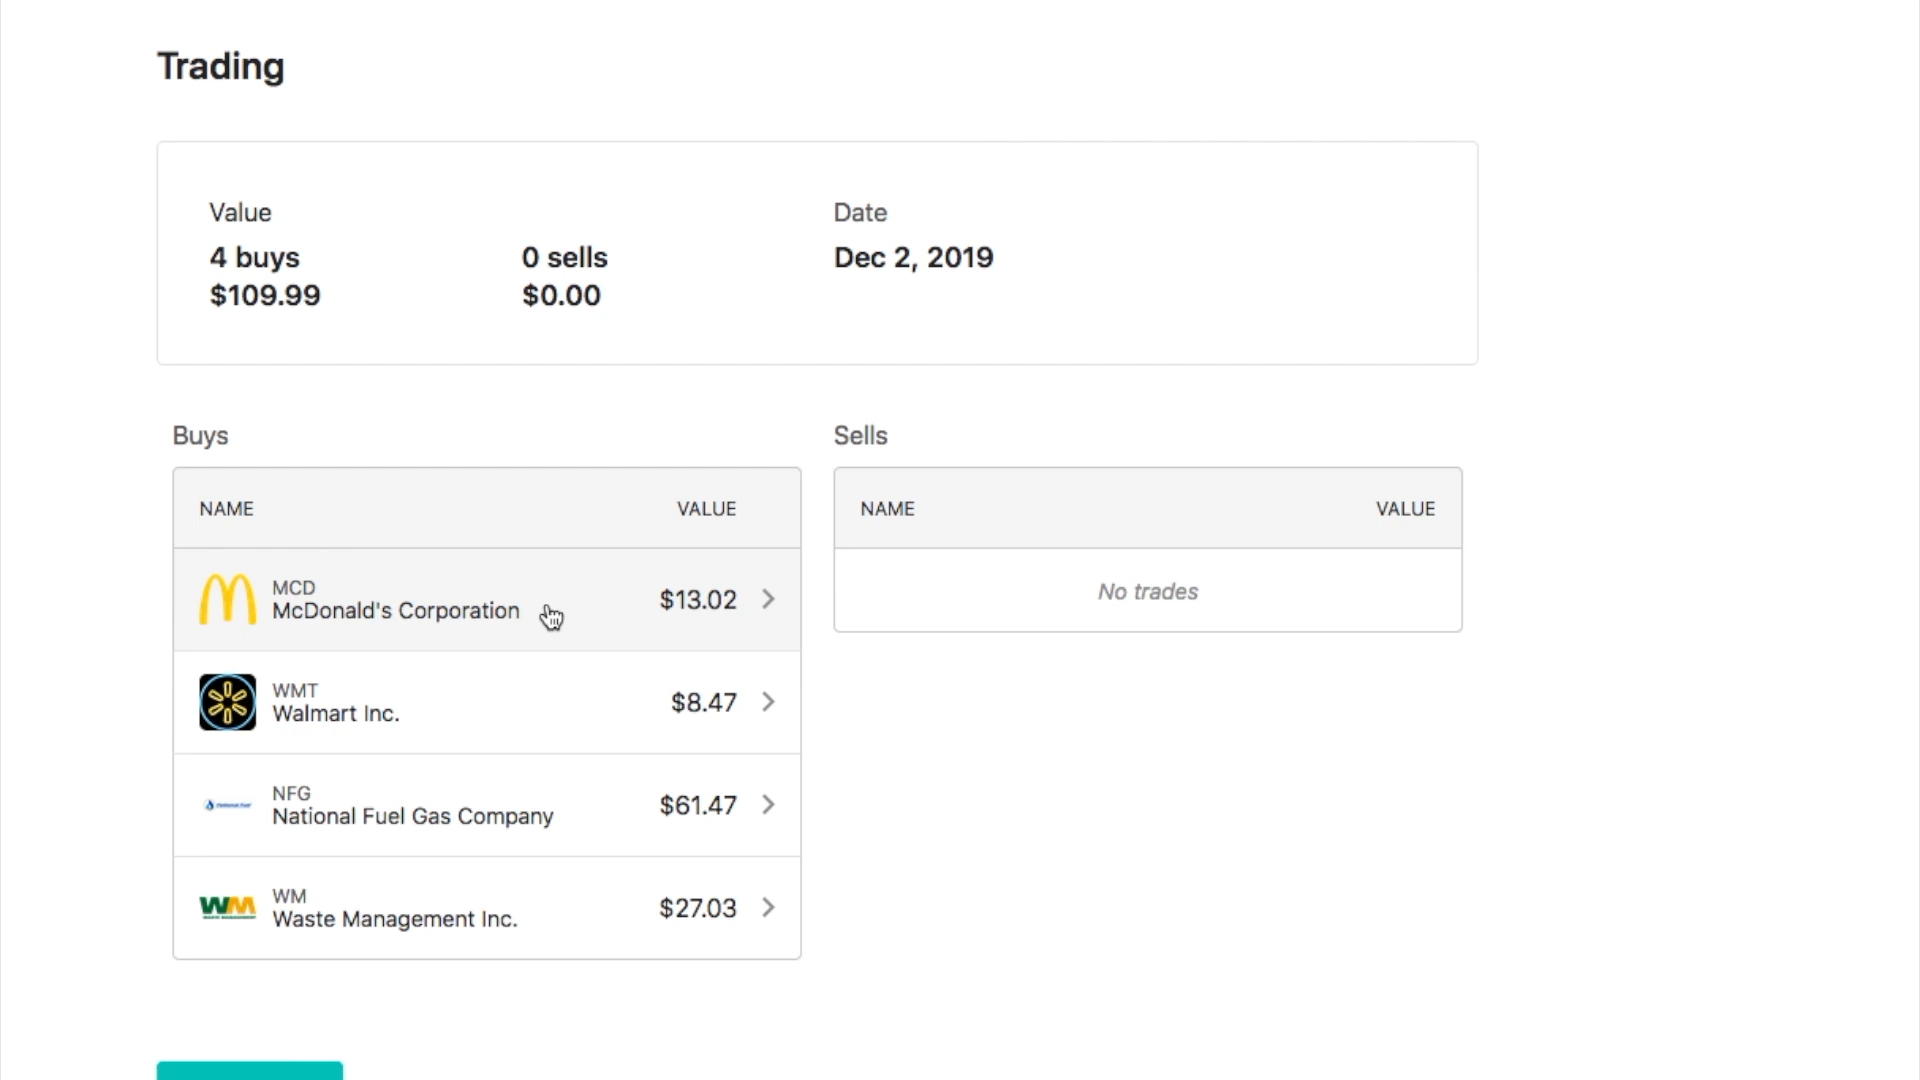 Trading
Value
Date
4 buys
0 sells
Dec 2, 2019
$109.99
$0.00
Buys
NAME
VALUE
MCD
McDonald's Corporation
$13.02
WMT
Walmart Inc.
$8.47
NFG
National Fuel Gas Company
$61.47
WM
WM
Waste Management Inc.
$27.03
Sells
NAME
VALUE
No trades